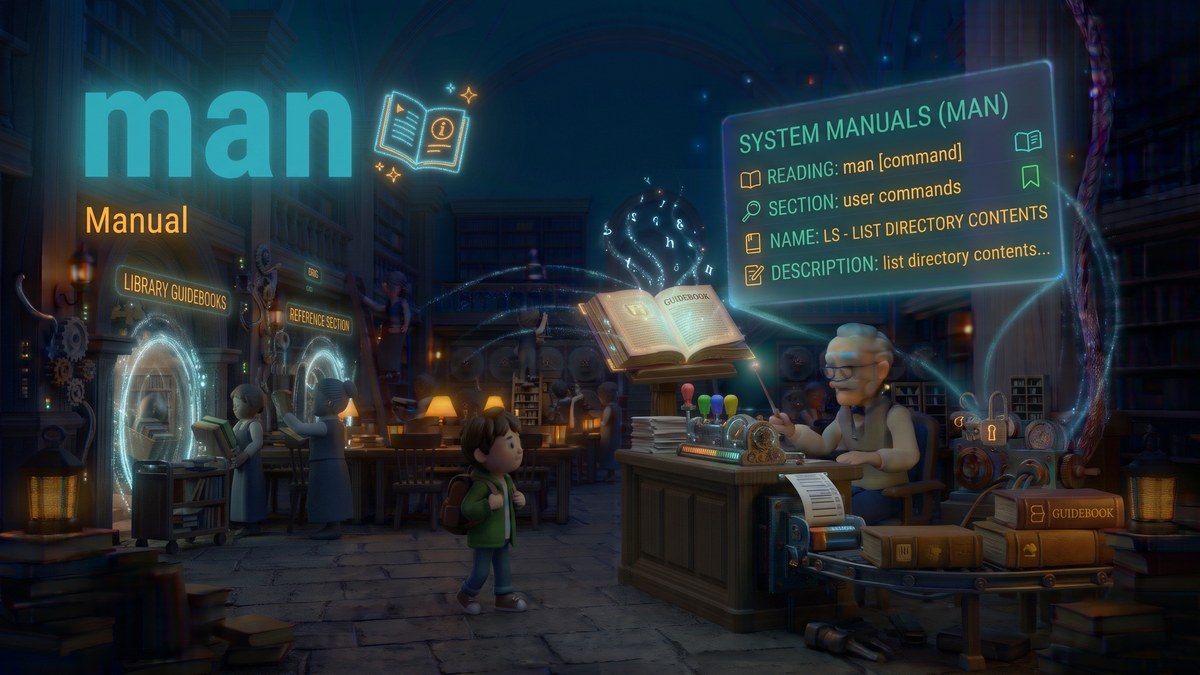 man
Manual
LIBRARY GUIDEBOOKS
REFERENCE SECTION
SYSTEM MANUALS (MAN)
READING: man [command]
SECTION: user commands
NAME: LS - LIST DIRECTORY CONTENTS
DESCRIPTION: list directory contents...
GUIDEBOOK
GUIDEBOOK